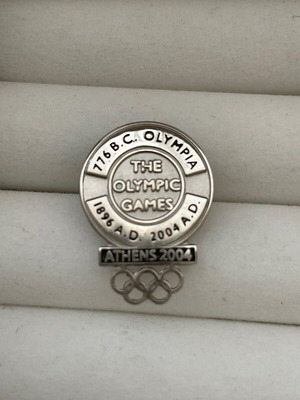 776 B.C. OLYMPIA
THE
OLYMPIC
GAMES
1896 A.D. 2004 A.D.
ATHENS 2004